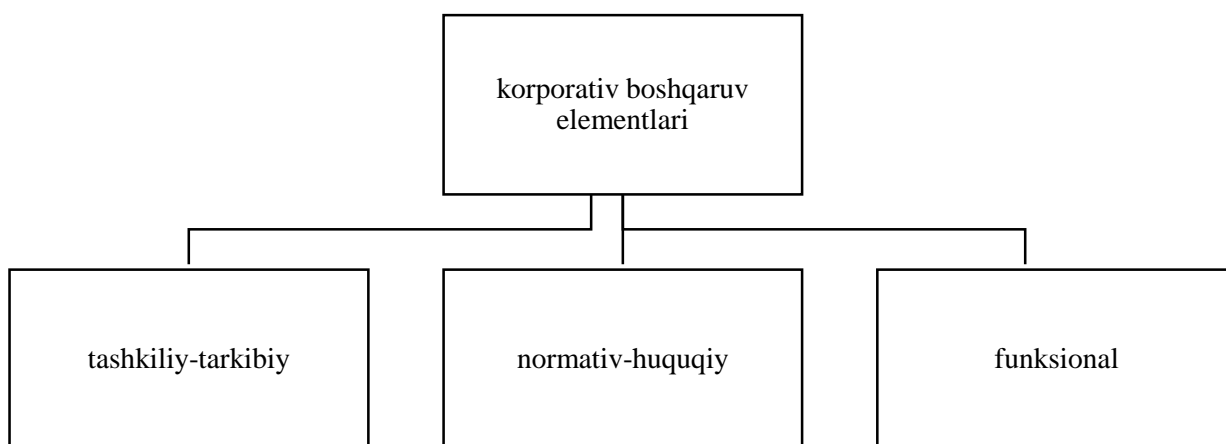 korporativ boshqaruv
elementlari
tashkiliy-tarkibiy
normativ-huquqiy
funksional